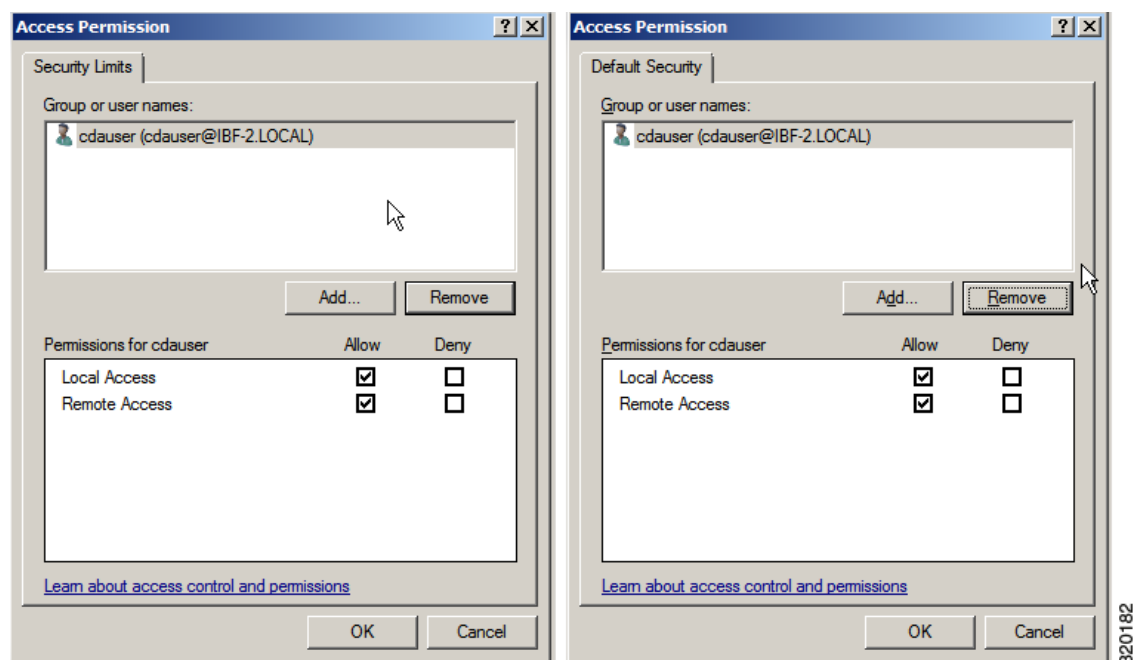 Access Permission
Security Limits
Group or user names:
cdauser (cdauser@IBF-2.LOCAL)
Add...
Remove
Permissions for cdauser
Allow
Deny
Local Access
Remote Access
Learn about access control and permissions
OK
Cancel
Access Permission
Default Security
Group or user names:
cdauser (cdauser@IBF-2.LOCAL)
Add...
Remove
Permissions for cdauser
Allow
Deny
Local Access
Remote Access
Learn about access control and permissions
OK
Cancel
320182